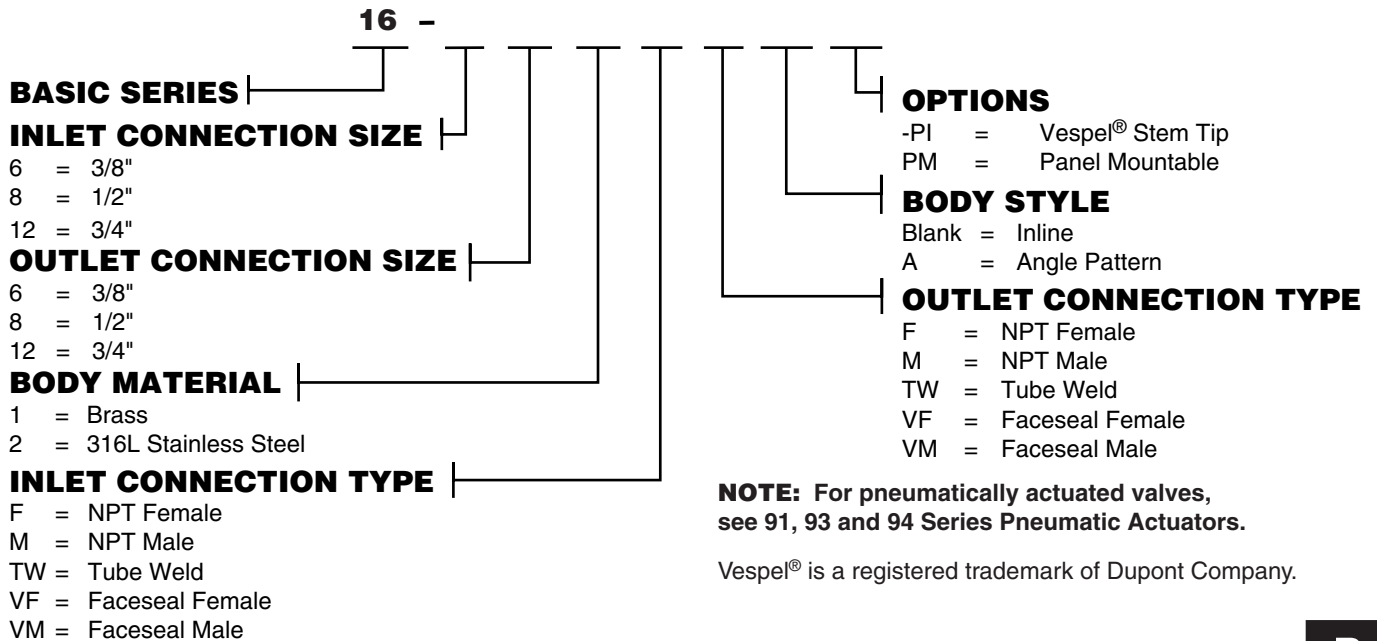 16 –
BASIC SERIES
INLET CONNECTION SIZE
6 = 3/8"
8 = 1/2"
12 = 3/4"
OUTLET CONNECTION SIZE
6 = 3/8"
8 = 1/2"
12 = 3/4"
BODY MATERIAL
1 = Brass
2 = 316L Stainless Steel
INLET CONNECTION TYPE
F = NPT Female
M = NPT Male
TW = Tube Weld
VF = Faceseal Female
VM = Faceseal Male
OPTIONS
-PI = Vespel® Stem Tip
PM = Panel Mountable
BODY STYLE
Blank = Inline
A = Angle Pattern
OUTLET CONNECTION TYPE
F = NPT Female
M = NPT Male
TW = Tube Weld
VF = Faceseal Female
VM = Faceseal Male
NOTE: For pneumatically actuated valves,
see 91, 93 and 94 Series Pneumatic Actuators.
Vespel® is a registered trademark of Dupont Company.